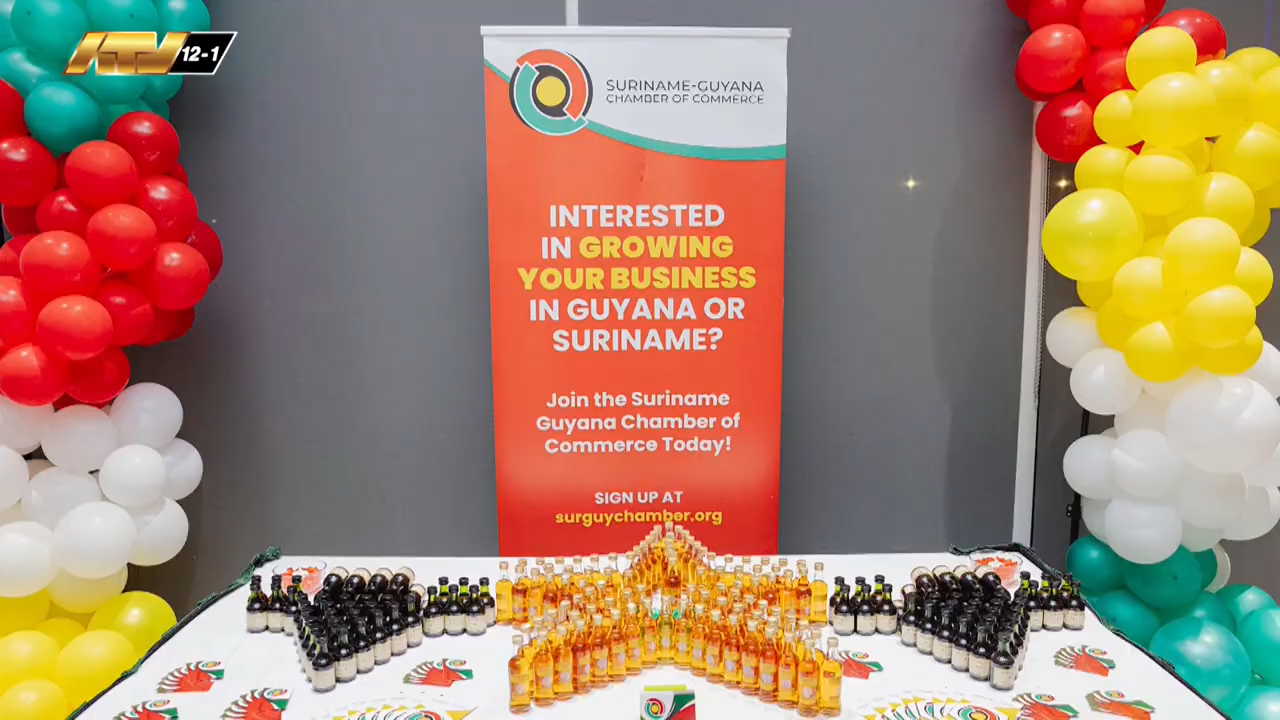 ATV 12-1
SURINAME-GUYANA
CHAMBER OF COMMERCE
INTERESTED
IN GROWING
YOUR BUSINESS
IN GUYANA OR
SURINAME?
Join the Suriname
Guyana Chamber of
Commerce Today!
SIGN UP AT
surguychamber.org